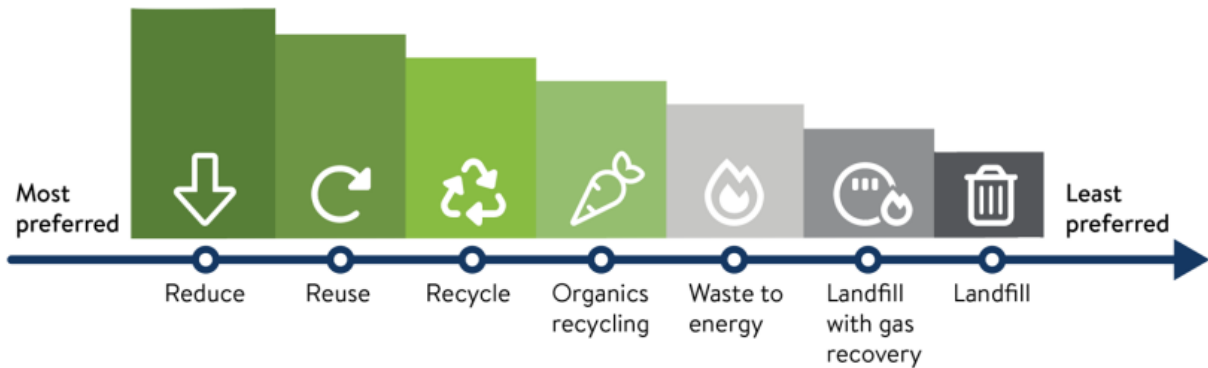 Most
preferred
Least
preferred
Reduce
Reuse
Recycle
Organics
recycling
Waste to
energy
Landfill
with gas
recovery
Landfill